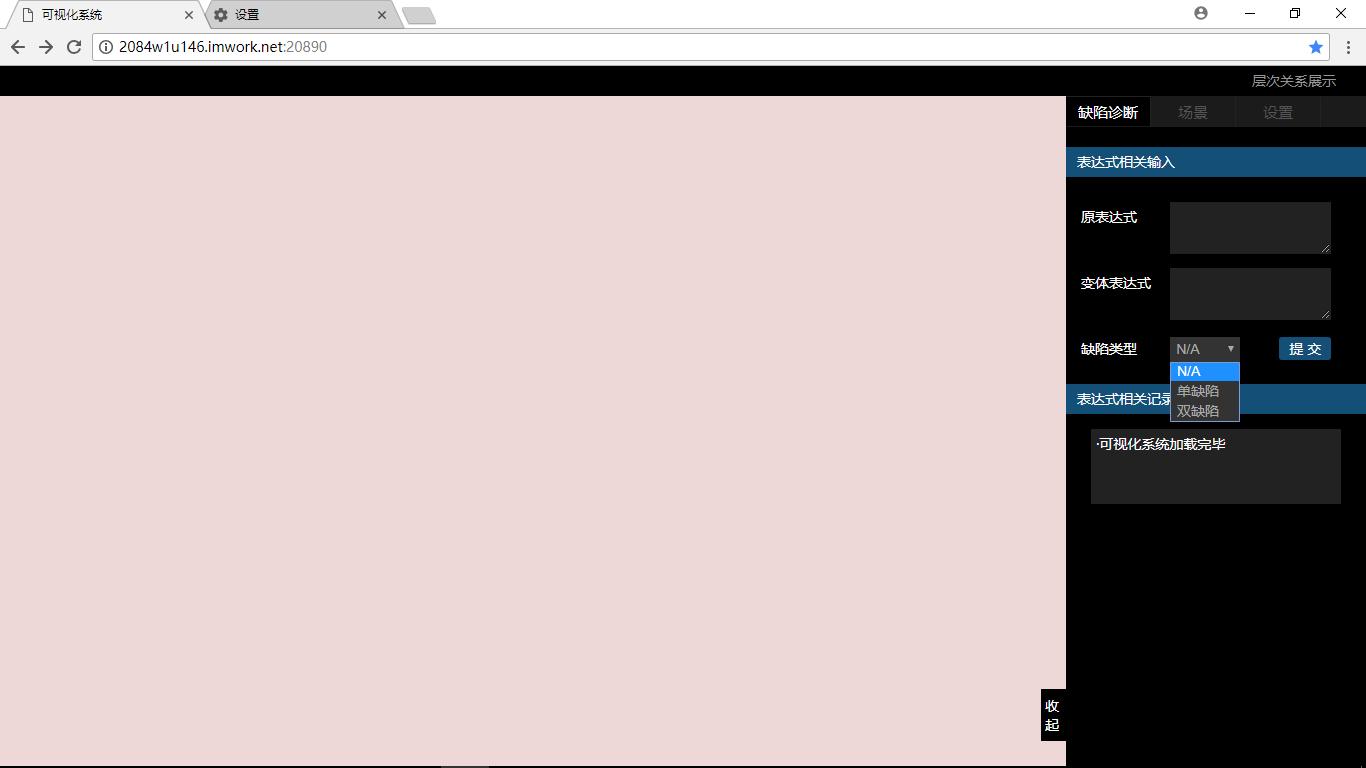 可视化系统
设置
2084w1u146.imwork.net:20890
层次关系展示
缺陷诊断 场景 设置
表达式相关输入
原表达式
变体表达式
缺陷类型 N/A 提 交
N/A
单缺陷
双缺陷
表达式相关记录
·可视化系统加载完毕
收
起